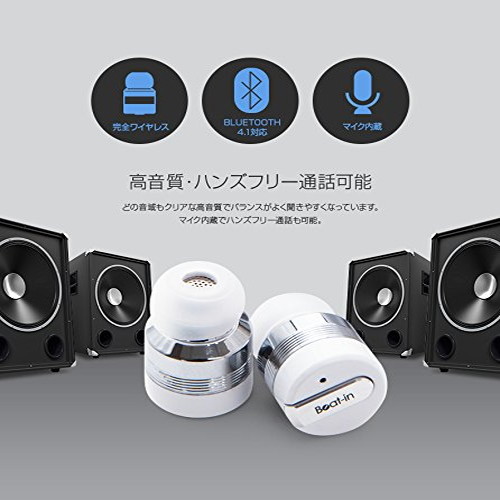 完全ワイヤレス
BLUETOOTH
4.1対応
マイク内蔵
高音質・ハンズフリー通話可能
どの音域もクリアな高音質でバランスがよく聞きやすくなっています。
マイク内蔵でハンズフリー通話も可能。
Beat-in